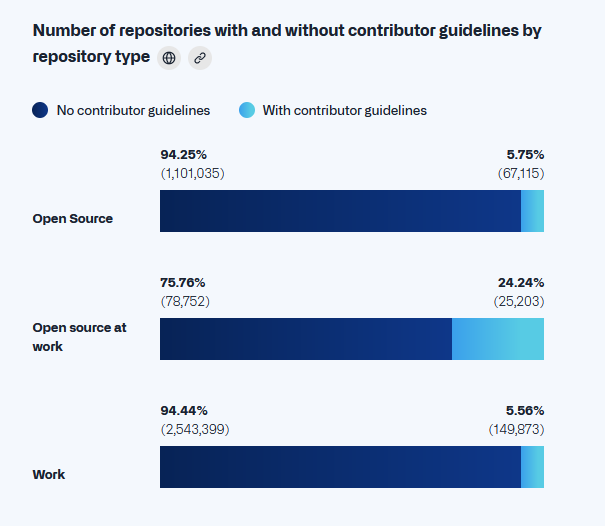 Number of repositories with and without contributor guidelines by
repository type
No contributor guidelines
With contributor guidelines
94.25%
5.75%
(1,101,035)
(67,115)
Open Source
75.76%
24.24%
(78,752)
(25,203)
Open source at
work
94.44%
5.56%
(2,543,399)
(149,873)
Work